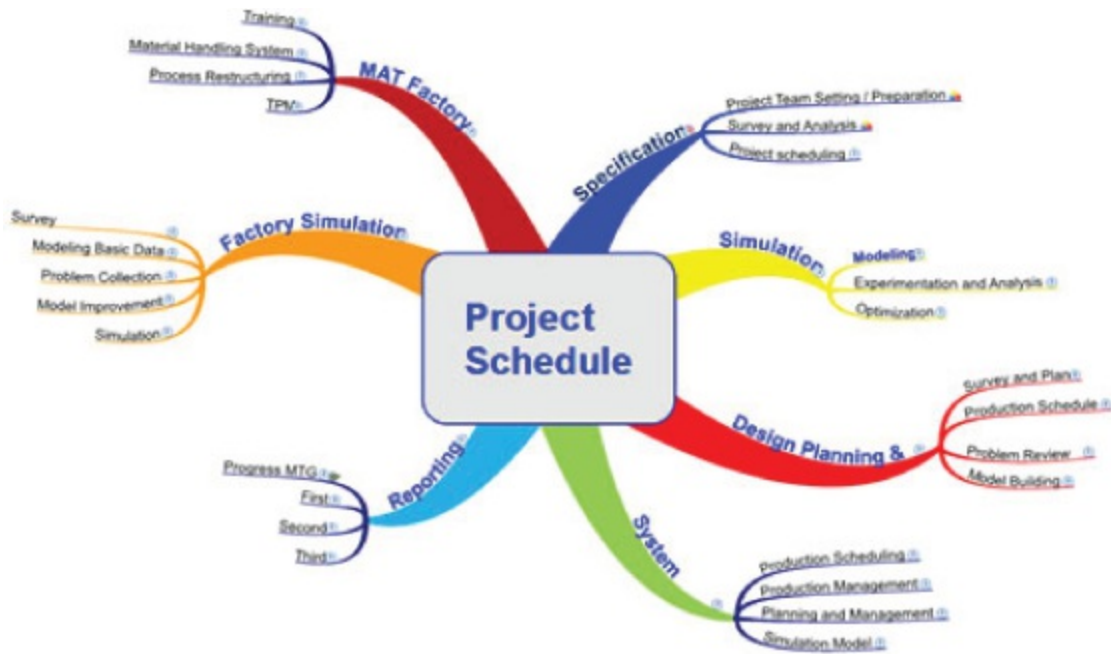 Project
Schedule
Specification
Project Team Setting / Preparation
Survey and Analysis
Project scheduling
Simulation
Modeling
Experimentation and Analysis
Optimization
Design Planning &
Survey and Plan
Production Schedule
Problem Review
Model Building
System
Production Scheduling
Production Management
Planning and Management
Simulation Model
Reporting
Progress MTG
First
Second
Third
Factory Simulation
Survey
Modeling Basic Data
Problem Collection
Model Improvement
Simulation
MAT Factory
Training
Material Handling System
Process Restructuring
TPM